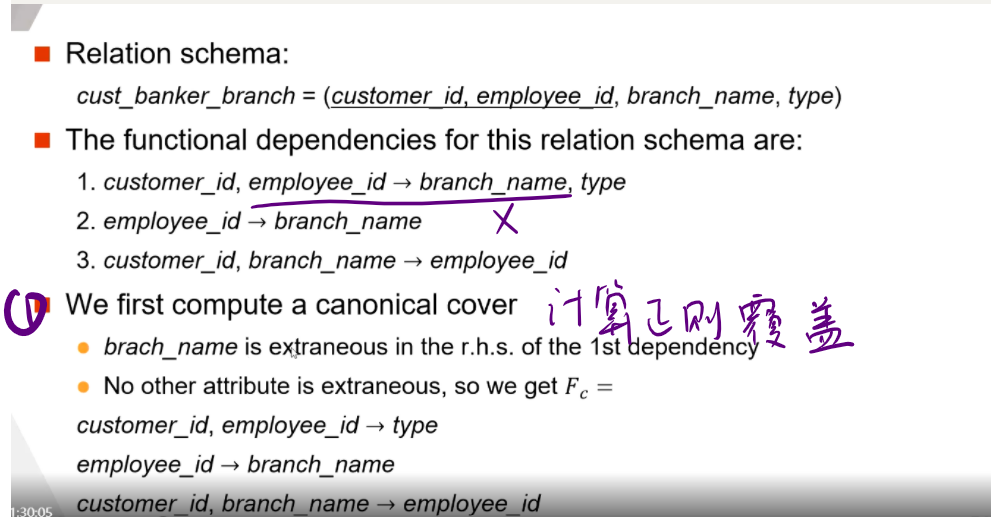 Relation schema:
cust_banker_branch = (customer_id, employee_id, branch_name, type)
The functional dependencies for this relation schema are:
1. customer_id, employee_id → branch_name, type
2. employee_id → branch_name
X
3. customer_id, branch_name → employee_id
① We first compute a canonical cover 计算正则覆盖
brach_name is extraneous in the r.h.s. of the 1st dependency
No other attribute is extraneous, so we get F_c =
customer_id, employee_id → type
employee_id → branch_name
customer_id, branch_name → employee_id
1:30:05